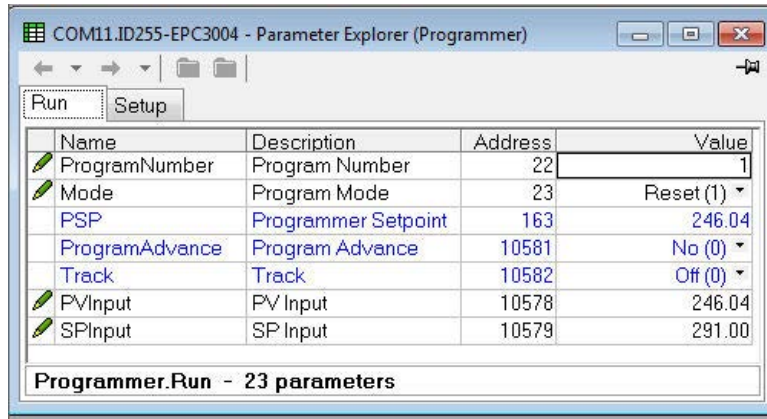 COM11.ID255-EPC3004 - Parameter Explorer (Programmer)
Run Setup
Name Description Address Value
ProgramNumber Program Number 22 1
Mode Program Mode 23 Reset (1)
PSP Programmer Setpoint 163 246.04
ProgramAdvance Program Advance 10581 No (0)
Track Track 10582 Off (0)
PVInput PV Input 10578 246.04
SPInput SP Input 10579 291.00
Programmer.Run - 23 parameters